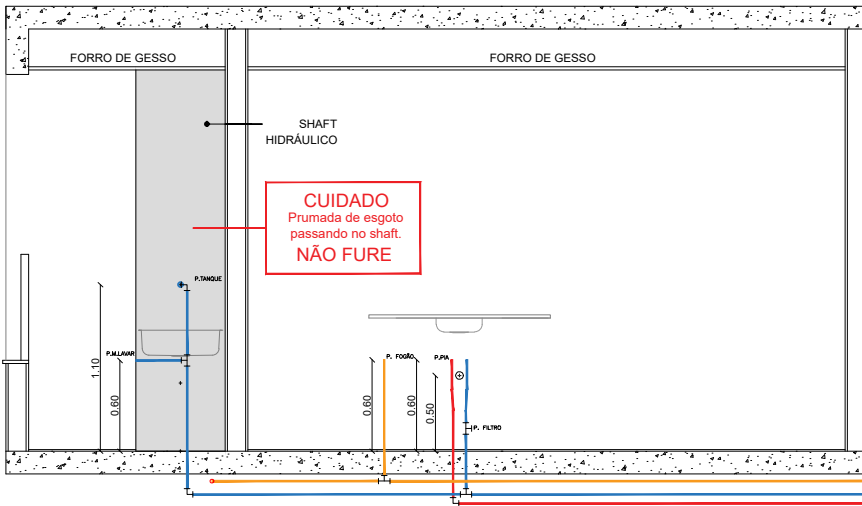 FORRO DE GESSO
FORRO DE GESSO
SHAFT
HIDRÁULICO
CUIDADO
Prumada de esgoto
passando no shaft.
NÃO FURE
P.TANQUE
P.M.LAVAR
P. FOGÃO
P.PIA
1.10
0.60
0.60
0.60
0.50
P. FILTRO